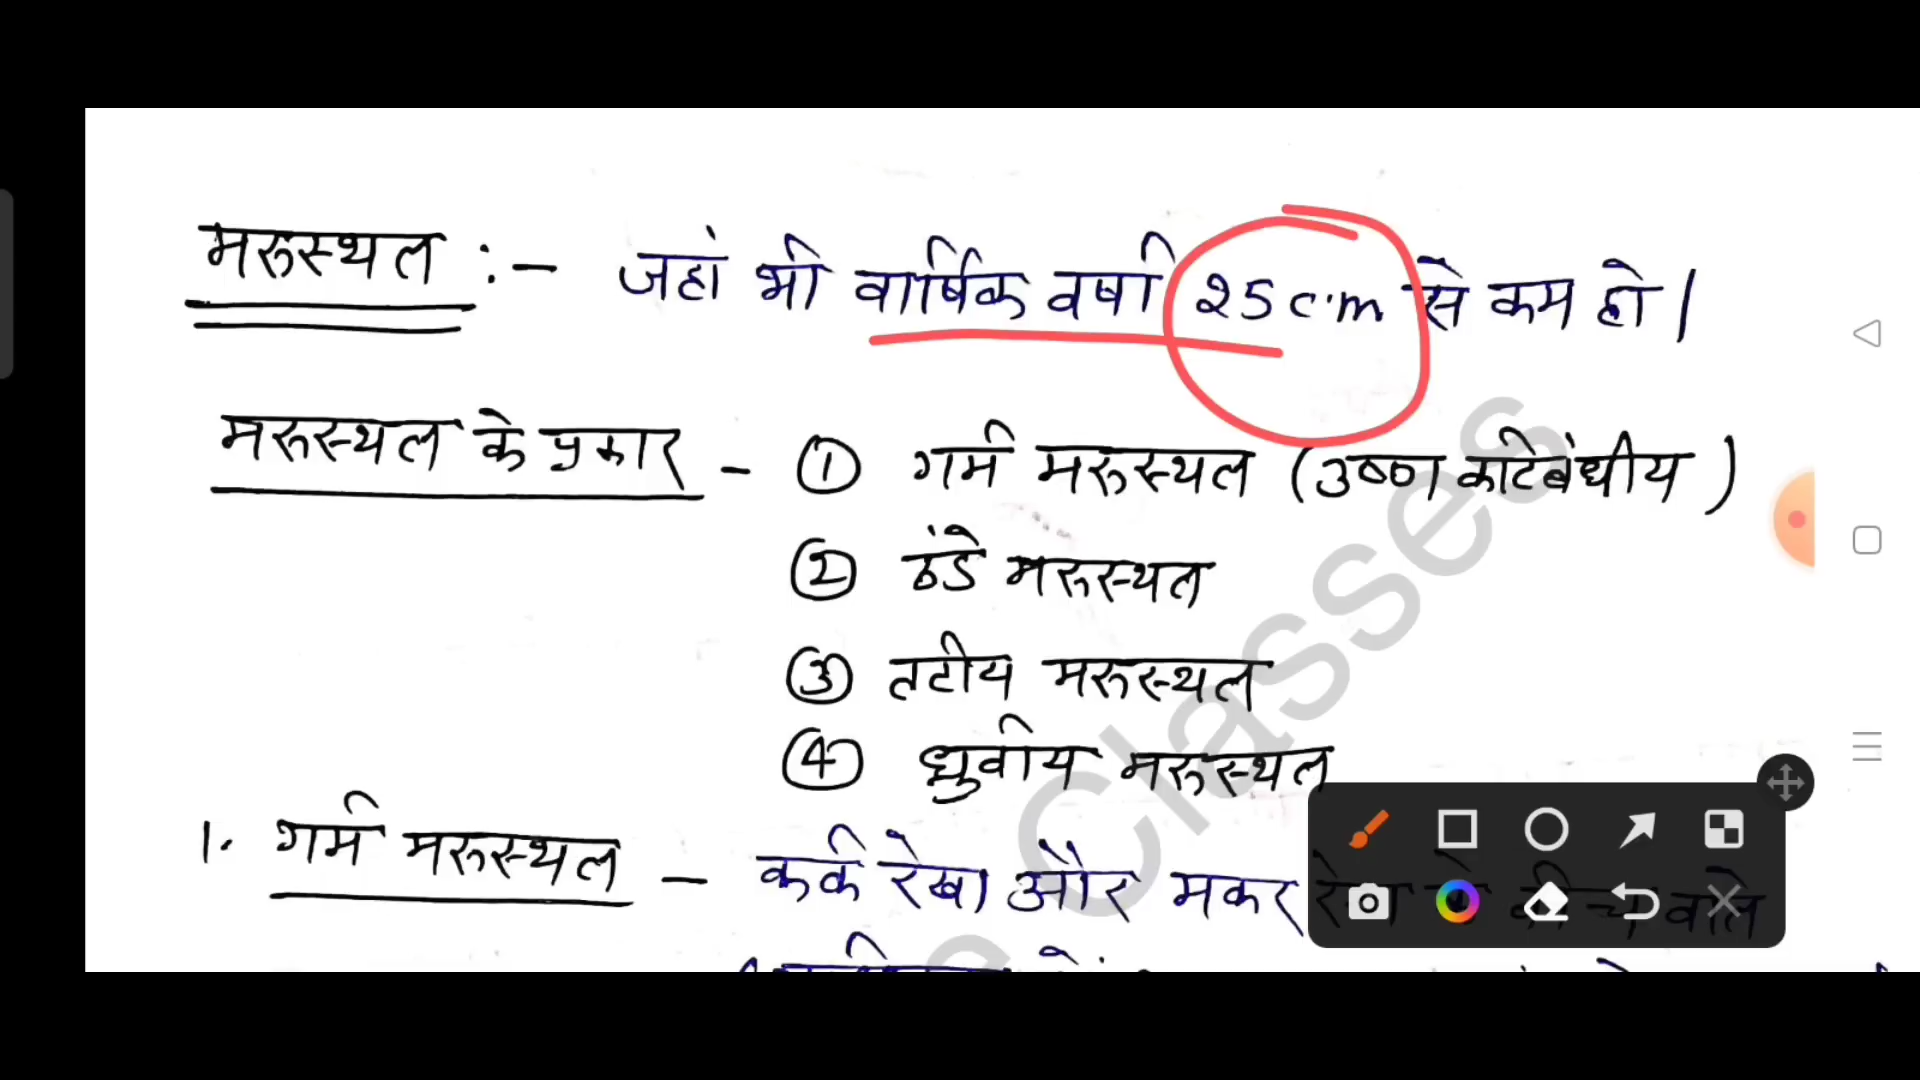 मरुस्थल :- जहां भी वार्षिक वर्षा 25 c.m से कम हो।
मरुस्थल के प्रकार - ① गर्म मरुस्थल (उष्ण कटिबंधीय)
② ठंडे मरुस्थल
③ तटीय मरुस्थल
④ ध्रुवीय मरुस्थल
1. गर्म मरुस्थल - कर्क रेखा और मकर रेखा के बीच वाले
Classes